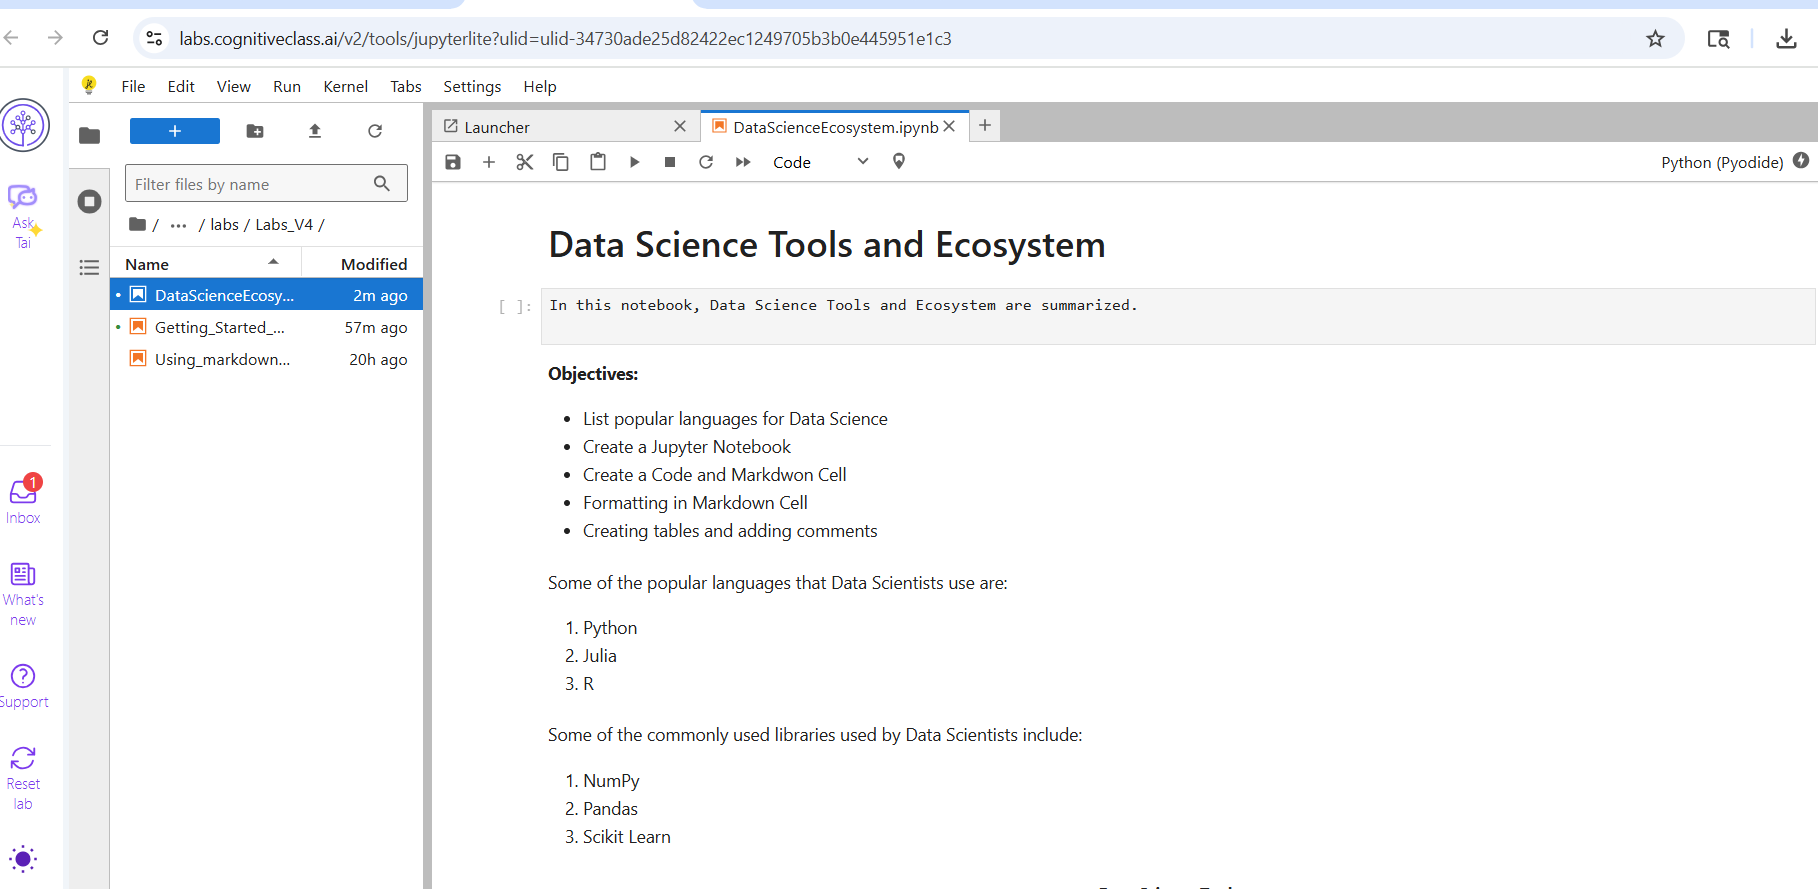 labs.cognitiveclass.ai/v2/tools/jupyterlite?ulid=ulid-34730ade25d82422ec1249705b3b0e445951e1c3
File Edit View Run Kernel Tabs Settings Help
Launcher
DataScienceEcosystem.ipynb
Code
Python (Pyodide)
Filter files by name
/ ... / labs / Labs_V4 /
Name Modified
DataScienceEcosy... 2m ago
Getting_Started_... 57m ago
Using_markdown... 20h ago
Ask
Tai
1
Inbox
What's
new
Support
Reset
lab
Data Science Tools and Ecosystem
[ ]: In this notebook, Data Science Tools and Ecosystem are summarized.
Objectives:
• List popular languages for Data Science
• Create a Jupyter Notebook
• Create a Code and Markdwon Cell
• Formatting in Markdown Cell
• Creating tables and adding comments
Some of the popular languages that Data Scientists use are:
1. Python
2. Julia
3. R
Some of the commonly used libraries used by Data Scientists include:
1. NumPy
2. Pandas
3. Scikit Learn